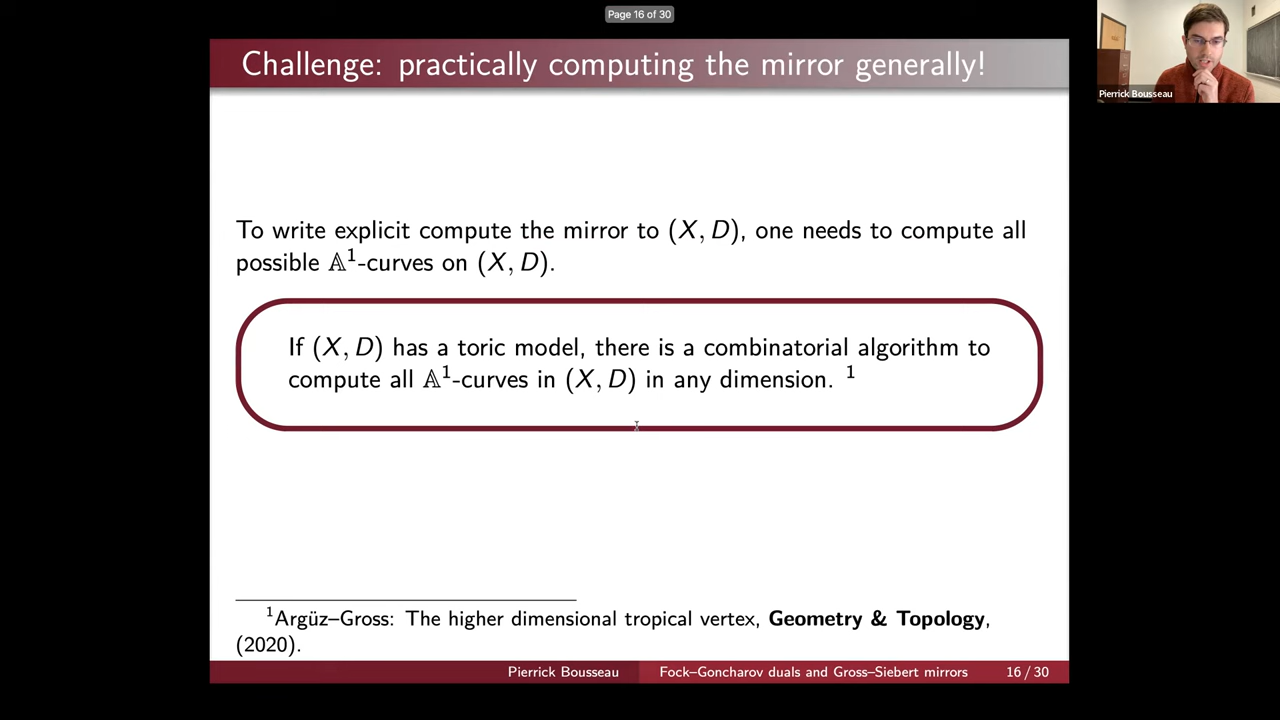 Page 16 of 30
Challenge: practically computing the mirror generally!
Pierrick Bousseau
To write explicit compute the mirror to (X, D), one needs to compute all
possible 𝔸¹-curves on (X, D).
If (X, D) has a toric model, there is a combinatorial algorithm to
compute all 𝔸¹-curves in (X, D) in any dimension. ¹
¹Argüz–Gross: The higher dimensional tropical vertex, Geometry & Topology,
(2020).
Pierrick Bousseau Fock–Goncharov duals and Gross–Siebert mirrors 16 / 30